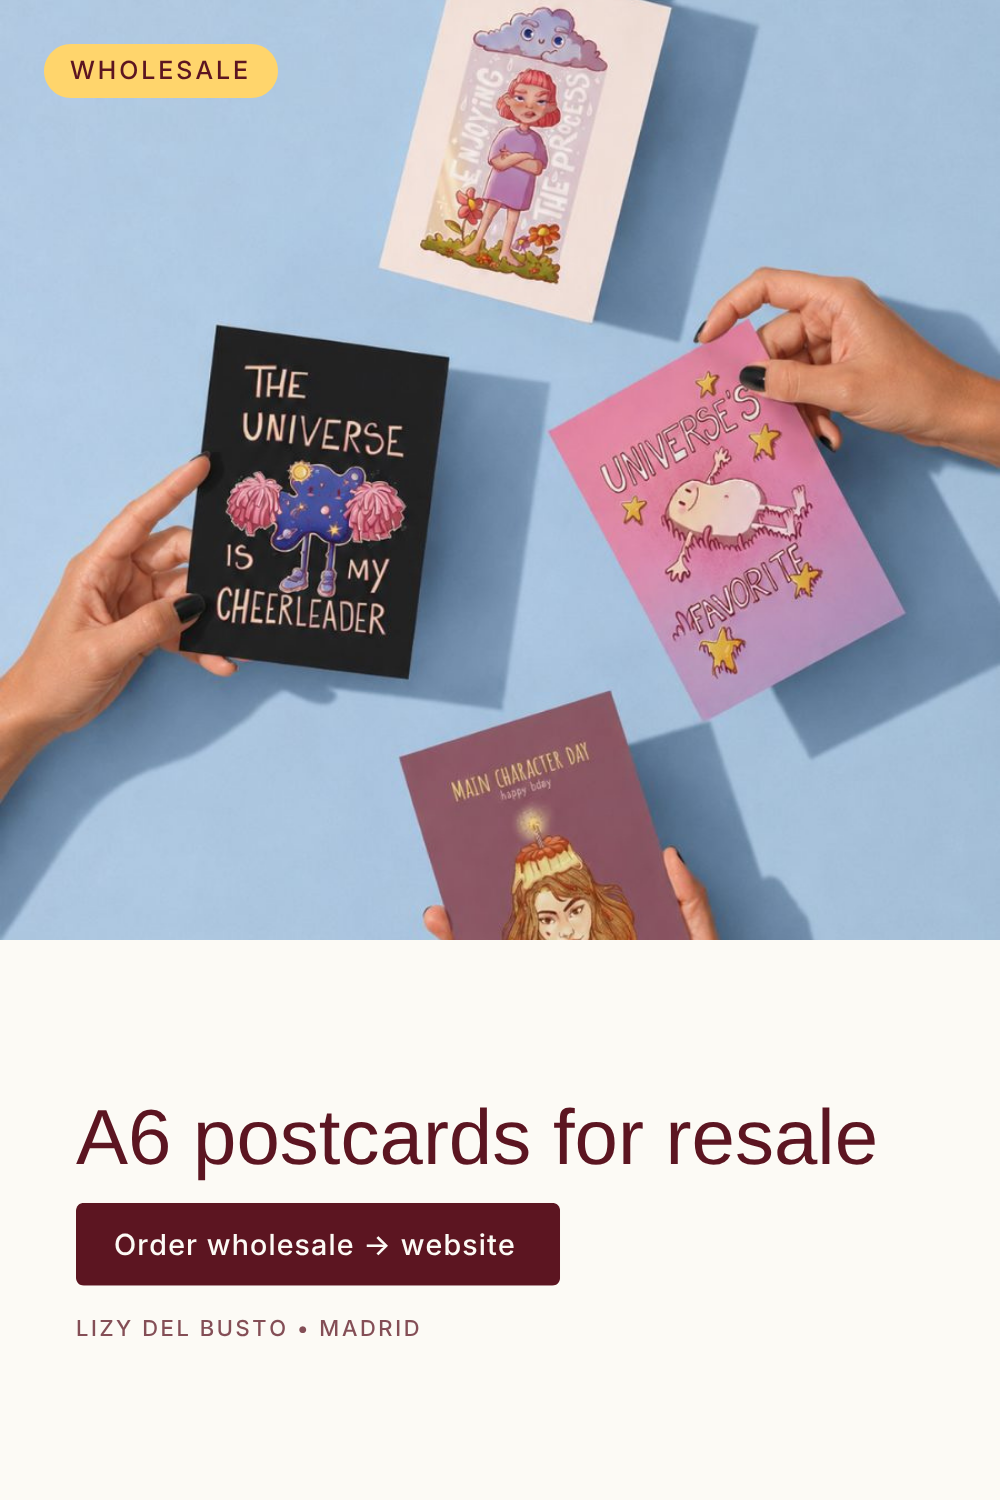 WHOLESALE
ENJOYING
THE PROCESS
THE
UNIVERSE
IS MY
CHEERLEADER
UNIVERSE'S
FAVORITE
MAIN CHARACTER DAY
happy bday
A6 postcards for resale
Order wholesale → website
LIZY DEL BUSTO • MADRID